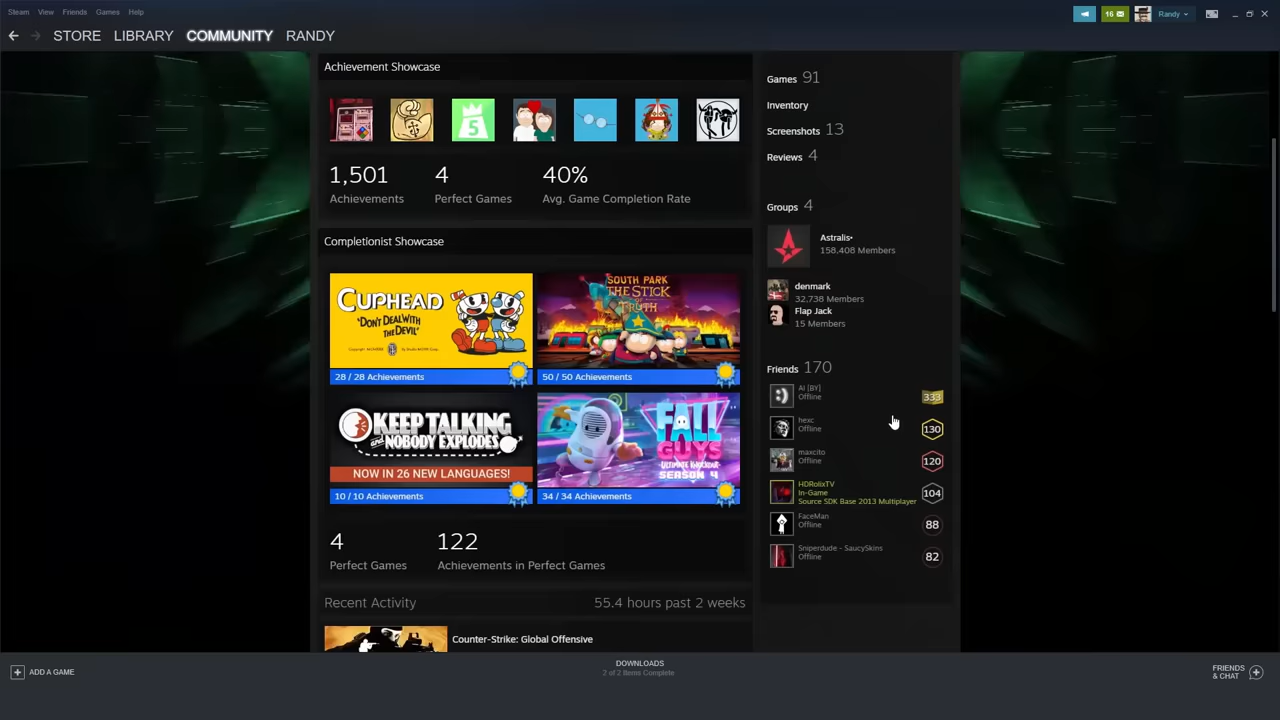 Steam View Friends Games Help
16
Randy
STORE LIBRARY COMMUNITY RANDY
Achievement Showcase
5
1,501
Achievements
4
Perfect Games
40%
Avg. Game Completion Rate
Completionist Showcase
CUPHEAD
"DON'T DEAL WITH
THE DEVIL"
28 / 28 Achievements
SOUTH PARK
THE STICK
OF
TRUTH
50 / 50 Achievements
KEEP TALKING
and NOBODY EXPLODES
NOW IN 26 NEW LANGUAGES!
10 / 10 Achievements
FALL
GUYS
ULTIMATE KNOCKOUT
SEASON 4
34 / 34 Achievements
4
Perfect Games
122
Achievements in Perfect Games
Recent Activity 55.4 hours past 2 weeks
Counter-Strike: Global Offensive
Games 91
Inventory
Screenshots 13
Reviews 4
Groups 4
Astralis•
158,408 Members
denmark
32,738 Members
Flap Jack
15 Members
Friends 170
Al [BY]
Offline
333
hexc
Offline
130
maxcito
Offline
120
HDRolixTV
In-Game
Source SDK Base 2013 Multiplayer
104
FaceMan
Offline
88
Sniperdude - SaucySkins
Offline
82
ADD A GAME
DOWNLOADS
2 of 2 Items Complete
FRIENDS
& CHAT